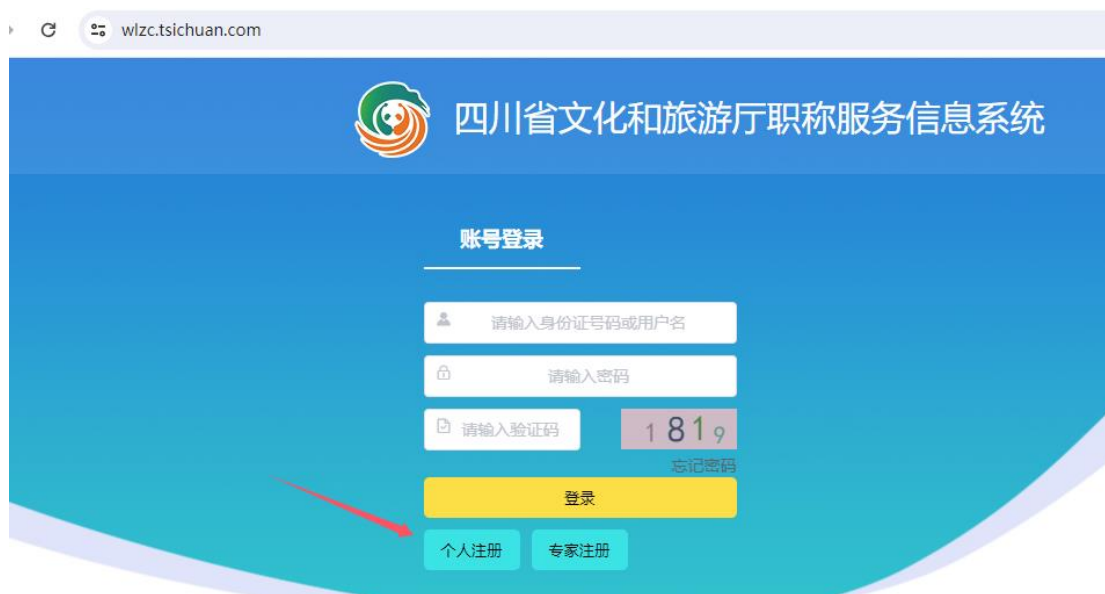 wlzc.tsichuan.com
四川省文化和旅游厅职称服务信息系统
账号登录
请输入身份证号码或用户名
请输入密码
请输入验证码
1819
忘记密码
登录
个人注册 专家注册